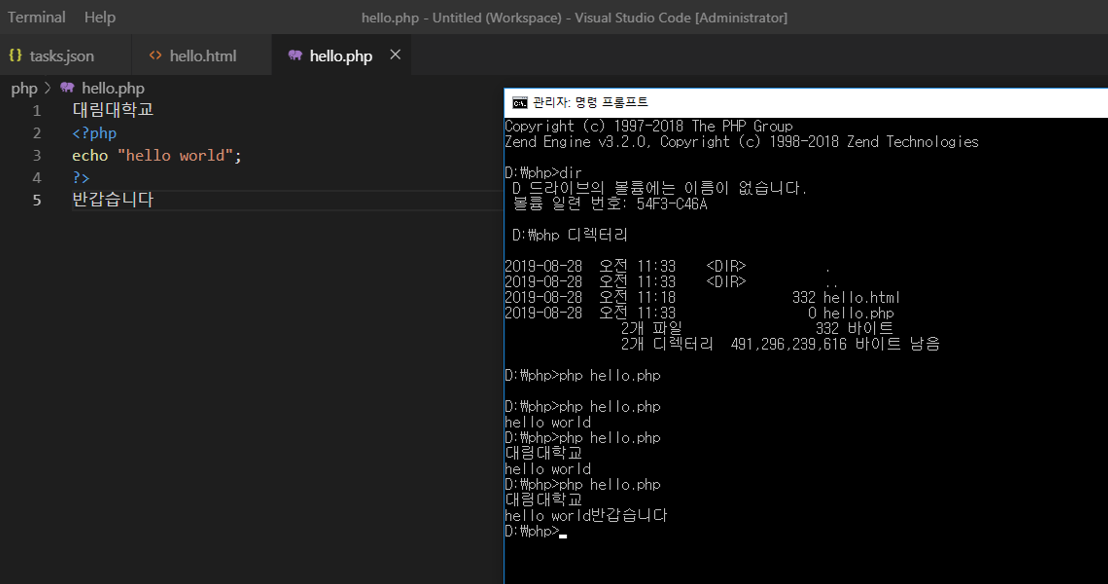 Terminal Help
hello.php - Untitled (Workspace) - Visual Studio Code [Administrator]
{} tasks.json
<> hello.html
hello.php ×
php > hello.php
1 대림대학교
2 <?php
3 echo "hello world";
4 ?>
5 반갑습니다
관리자: 명령 프롬프트
Copyright (c) 1997-2018 The PHP Group
Zend Engine v3.2.0, Copyright (c) 1998-2018 Zend Technologies
D:₩php>dir
D 드라이브의 볼륨에는 이름이 없습니다.
볼륨 일련 번호: 54F3-C46A
D:₩php 디렉터리
2019-08-28 오전 11:33 <DIR> .
2019-08-28 오전 11:33 <DIR> ..
2019-08-28 오전 11:18 332 hello.html
2019-08-28 오전 11:33 0 hello.php
2개 파일 332 바이트
2개 디렉터리 491,296,239,616 바이트 남음
D:₩php>php hello.php
D:₩php>php hello.php
hello world
D:₩php>php hello.php
대림대학교
hello world
D:₩php>php hello.php
대림대학교
hello world반갑습니다
D:₩php>